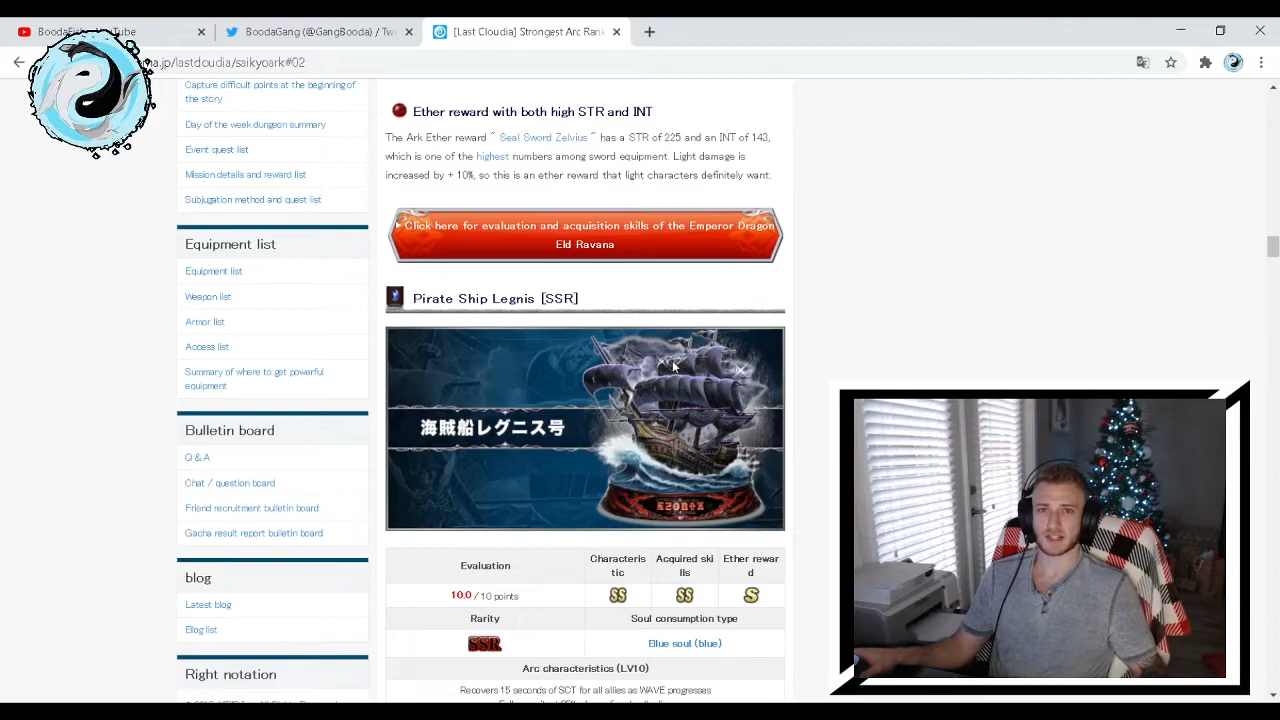 YouTube
BoodaGang (@GangBooda) / Twi
[Last Cloudia] Strongest Arc Rank
.jp/lastcloudia/saikyoark#02
Capture difficult points at the beginning of
the story
Day of the week dungeon summary
Event quest list
Mission details and reward list
Subjugation method and quest list
Equipment list
Equipment list
Weapon list
Armor list
Access list
Summary of where to get powerful
equipment
Bulletin board
Q & A
Chat / question board
Friend recruitment bulletin board
Gacha result report bulletin board
blog
Latest blog
Blog list
Right notation
Ether reward with both high STR and INT
The Ark Ether reward " Seal Sword Zelvius " has a STR of 225 and an INT of 143,
which is one of the highest numbers among sword equipment. Light damage is
increased by + 10%, so this is an ether reward that light characters definitely want.
Click here for evaluation and acquisition skills of the Emperor Dragon
Eld Ravana
Pirate Ship Legnis [SSR]
海賊船レグニス号
Evaluation
Characteris
tic
Acquired ski
lls
Ether rewar
d
10.0 / 10 points
SS
SS
S
Rarity
Soul consumption type
SSR
Blue soul (blue)
Arc characteristics (LV10)
Recovers 15 seconds of SCT for all allies as WAVE progresses